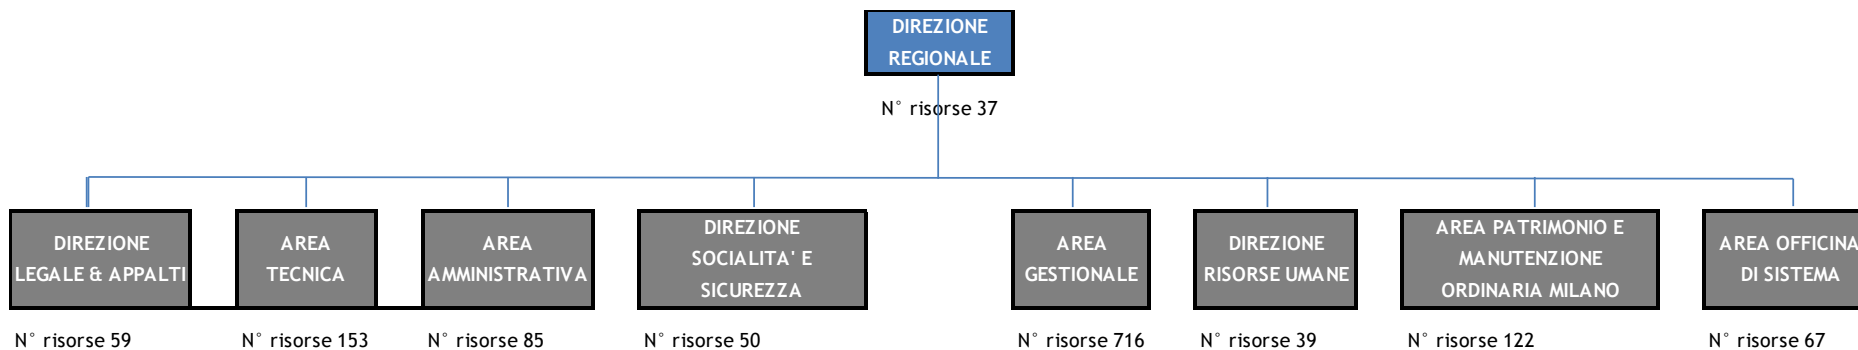 DIREZIONE
REGIONALE
N° risorse 37
DIREZIONE
LEGALE & APPALTI
N° risorse 59
AREA
TECNICA
N° risorse 153
AREA
AMMINISTRATIVA
N° risorse 85
DIREZIONE
SOCIALITA' E
SICUREZZA
N° risorse 50
AREA
GESTIONALE
N° risorse 716
DIREZIONE
RISORSE UMANE
N° risorse 39
AREA PATRIMONIO E
MANUTENZIONE
ORDINARIA MILANO
N° risorse 122
AREA OFFICINA
DI SISTEMA
N° risorse 67